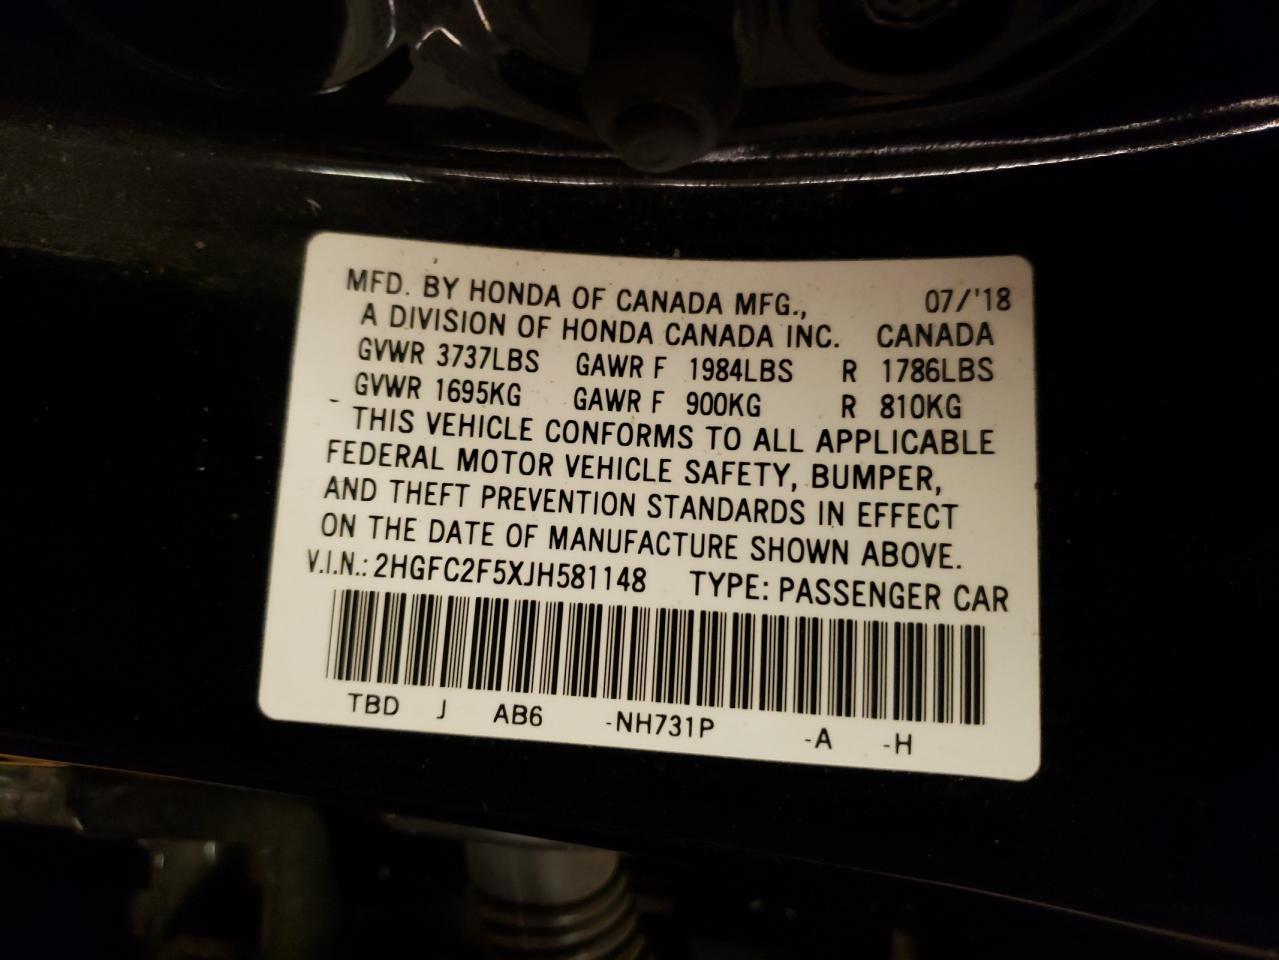 MFD. BY HONDA OF CANADA MFG., 07/'18
A DIVISION OF HONDA CANADA INC. CANADA
GVWR 3737LBS GAWR F 1984LBS R 1786LBS
GVWR 1695KG GAWR F 900KG R 810KG
THIS VEHICLE CONFORMS TO ALL APPLICABLE
FEDERAL MOTOR VEHICLE SAFETY, BUMPER,
AND THEFT PREVENTION STANDARDS IN EFFECT
ON THE DATE OF MANUFACTURE SHOWN ABOVE.
V.I.N.: 2HGFC2F5XJH581148 TYPE: PASSENGER CAR
TBD J AB6 -NH731P -A -H